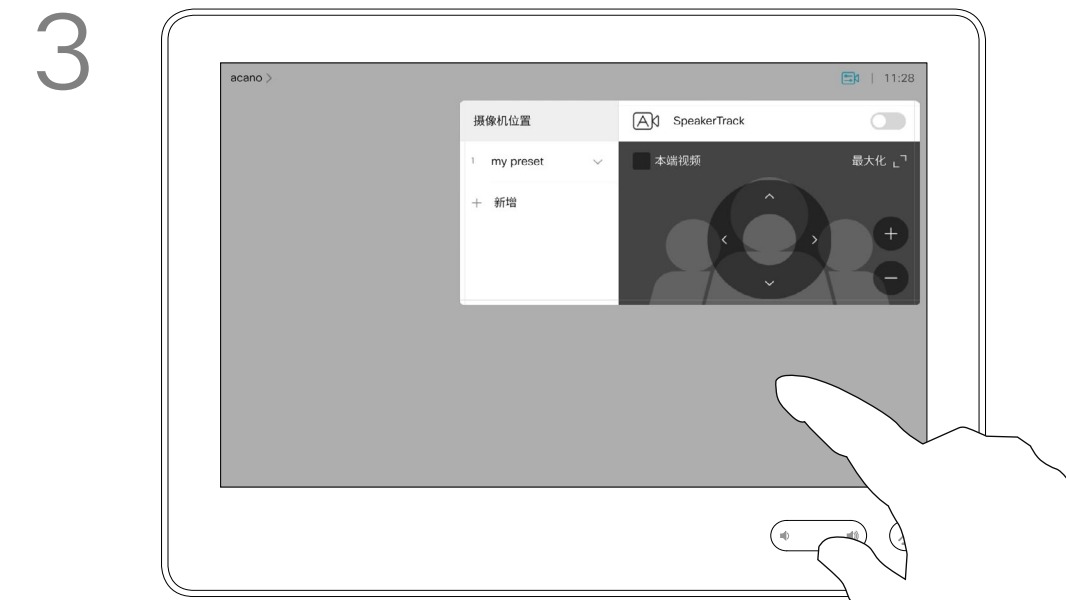 3
acano >
11:28
摄像机位置
SpeakerTrack
1 my preset
本端视频
最大化
+ 新增